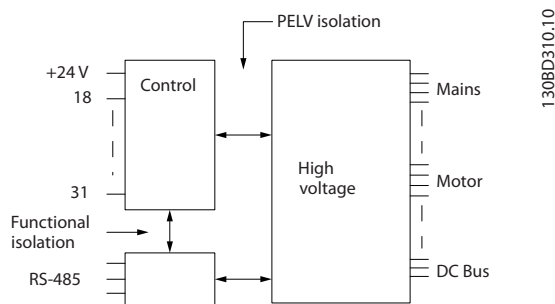 PELV isolation
130BD310.10
+24 V
Control
18
Mains
High
voltage
Motor
31
Functional
isolation
RS-485
DC Bus